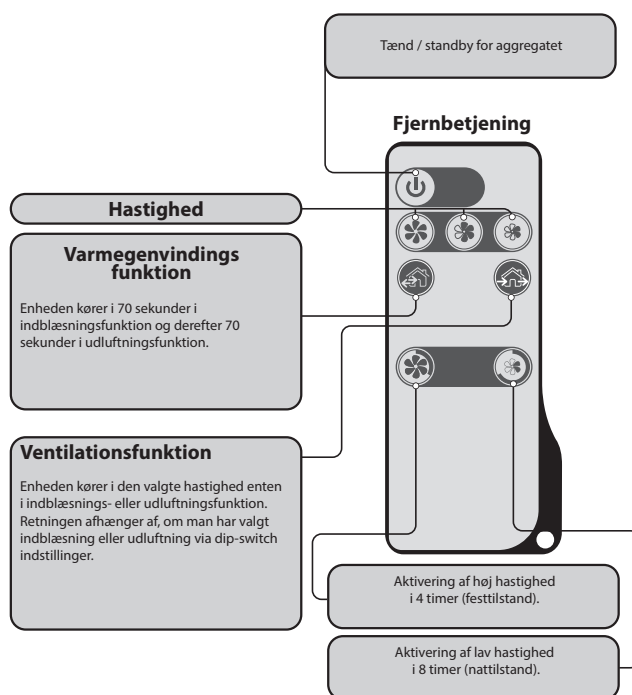 Tænd / standby for aggregatet
Fjernbetjening
Hastighed
Varmegenvindings
funktion
Enheden kører i 70 sekunder i
indblæsningsfunktion og derefter 70
sekunder i udluftningsfunktion.
Ventilationsfunktion
Enheden kører i den valgte hastighed enten
i indblæsnings- eller udluftningsfunktion.
Retningen afhænger af, om man har valgt
indblæsning eller udluftning via dip-switch
indstillinger.
Aktivering af høj hastighed
i 4 timer (festtilstand).
Aktivering af lav hastighed
i 8 timer (nattilstand).